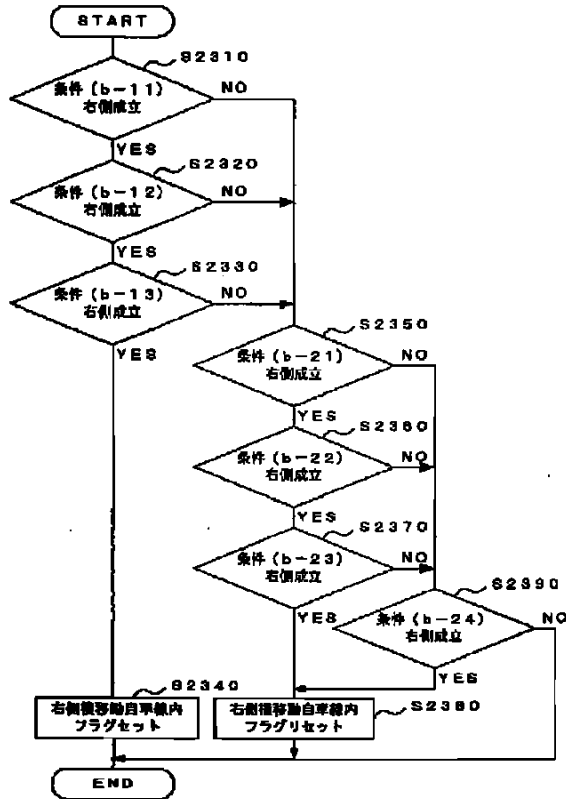 START
S2310
条件(b-11)
右側成立
NO
YES
S2320
条件(b-12)
右側成立
NO
YES
S2330
条件(b-13)
右側成立
NO
YES
S2350
条件(b-21)
右側成立
NO
YES
S2360
条件(b-22)
右側成立
NO
YES
S2370
条件(b-23)
右側成立
NO
YES
S2390
条件(b-24)
右側成立
NO
YES
S2340
右側横移動自車線内
フラグセット
S2380
右側横移動自車線内
フラグリセット
END